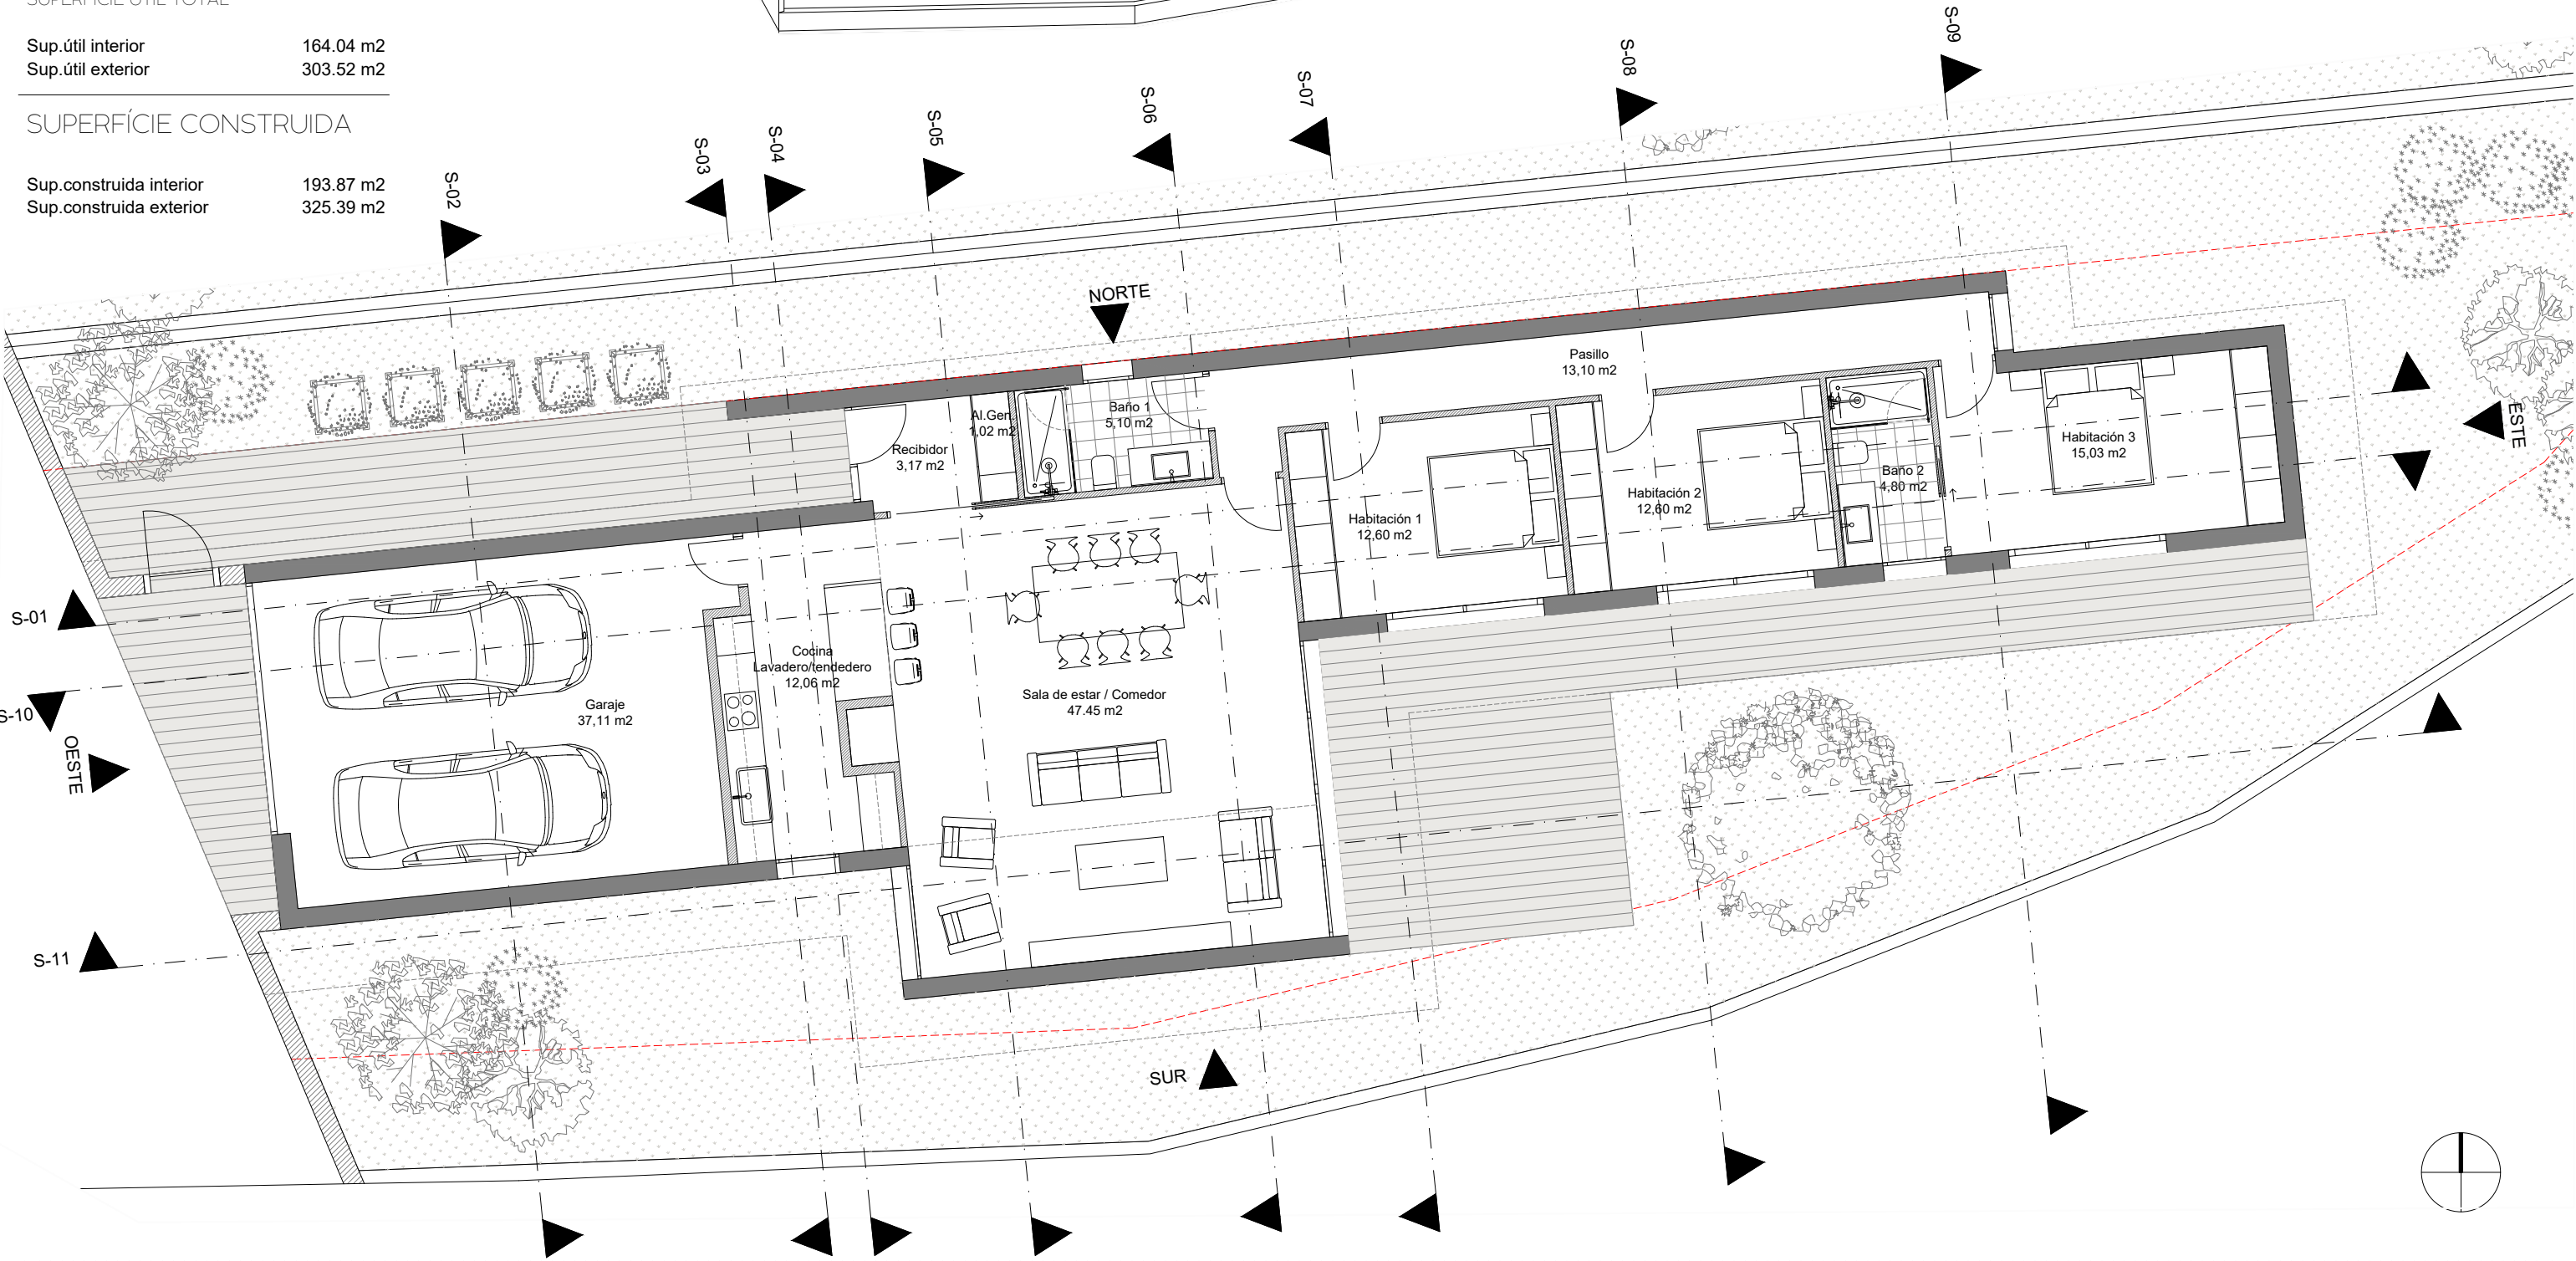 SUPERFICIE ÚTIL TOTAL
Sup.útil interior 164.04 m2
Sup.útil exterior 303.52 m2
SUPERFÍCIE CONSTRUIDA
Sup.construida interior 193.87 m2
Sup.construida exterior 325.39 m2
S-02
S-03
S-04
S-05
S-06
S-07
S-08
S-09
NORTE
Pasillo
13,10 m2
Al.Gen.
1,02 m2
Baño 1
5,10 m2
Recibidor
3,17 m2
Habitación 1
12,60 m2
Habitación 2
12,60 m2
Baño 2
4,80 m2
Habitación 3
15,03 m2
ESTE
S-01
S-10
OESTE
S-11
Garaje
37,11 m2
Cocina
Lavadero/tendedero
12,06 m2
Sala de estar / Comedor
47.45 m2
SUR